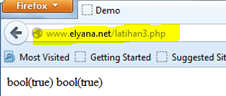 Firefox
Demo
www.elyana.net/latihan3.php
Most Visited Getting Started Suggested Sit
bool(true) bool(true)